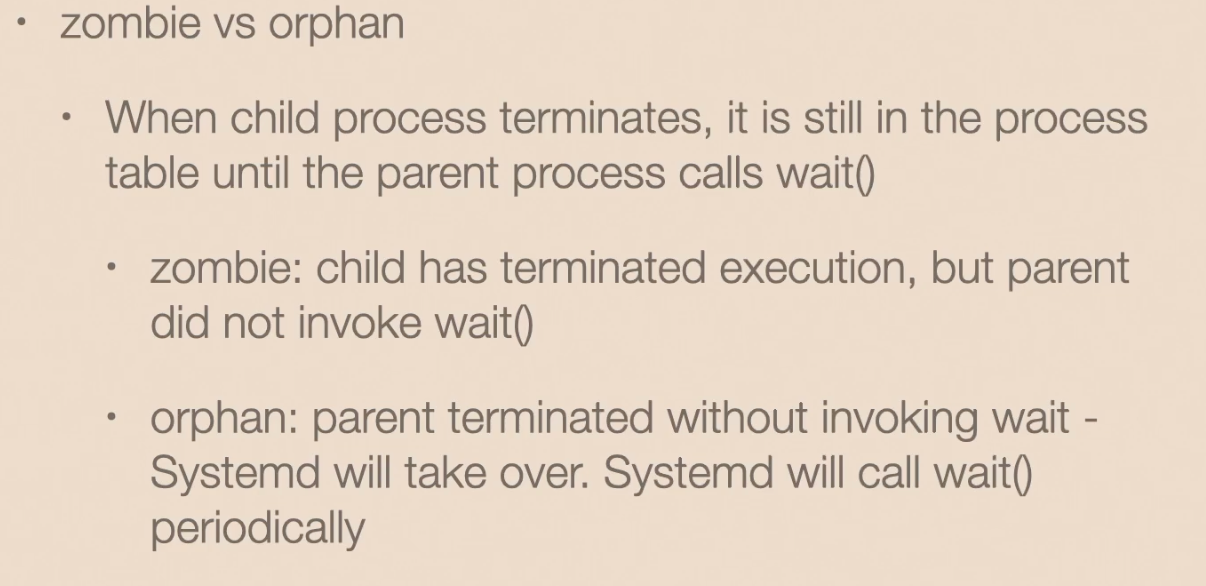 • zombie vs orphan
• When child process terminates, it is still in the process
table until the parent process calls wait()
• zombie: child has terminated execution, but parent
did not invoke wait()
• orphan: parent terminated without invoking wait -
Systemd will take over. Systemd will call wait()
periodically